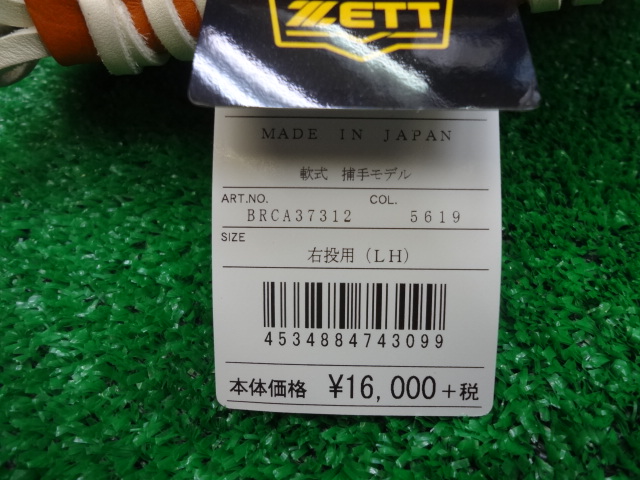 ZETT
MADE IN JAPAN
軟式 捕手モデル
ART.NO. COL.
BRCA37312 5619
SIZE
右投用(LH)
4534884743099
本体価格 ¥16,000+税